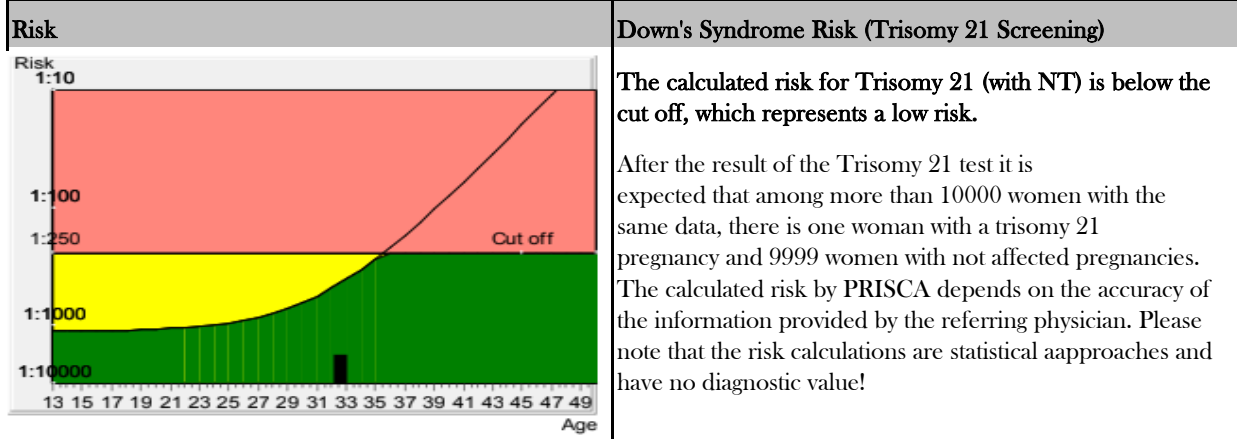 Risk
Down's Syndrome Risk (Trisomy 21 Screening)
Risk
1:10
1:100
1:250
Cut off
1:1000
1:10000
13 15 17 19 21 23 25 27 29 31 33 35 37 39 41 43 45 47 49
Age
The calculated risk for Trisomy 21 (with NT) is below the
cut off, which represents a low risk.
After the result of the Trisomy 21 test it is
expected that among more than 10000 women with the
same data, there is one woman with a trisomy 21
pregnancy and 9999 women with not affected pregnancies.
The calculated risk by PRISCA depends on the accuracy of
the information provided by the referring physician. Please
note that the risk calculations are statistical aapproaches and
have no diagnostic value!